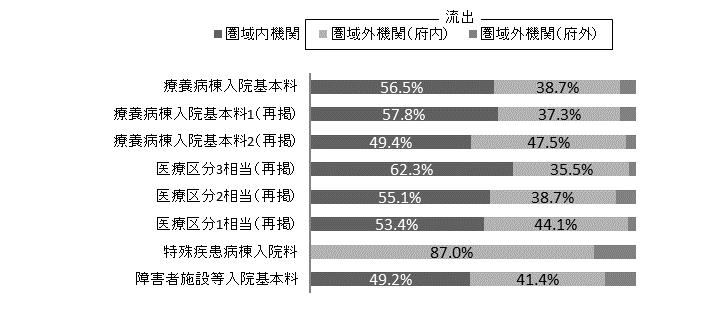 流出
■圏域内機関 ■圏域外機関(府内) ■圏域外機関(府外)
療養病棟入院基本料 56.5% 38.7%
療養病棟入院基本料1(再掲) 57.8% 37.3%
療養病棟入院基本料2(再掲) 49.4% 47.5%
医療区分3相当(再掲) 62.3% 35.5%
医療区分2相当(再掲) 55.1% 38.7%
医療区分1相当(再掲) 53.4% 44.1%
特殊疾患病棟入院料 87.0%
障害者施設等入院基本料 49.2% 41.4%